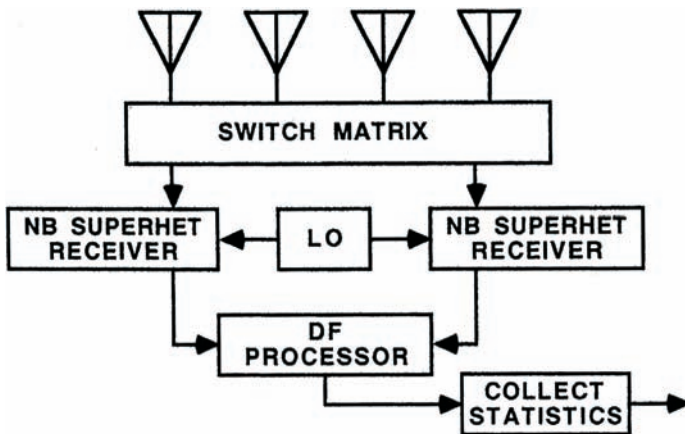 SWITCH MATRIX
NB SUPERHET
RECEIVER
LO
NB SUPERHET
RECEIVER
DF
PROCESSOR
COLLECT
STATISTICS